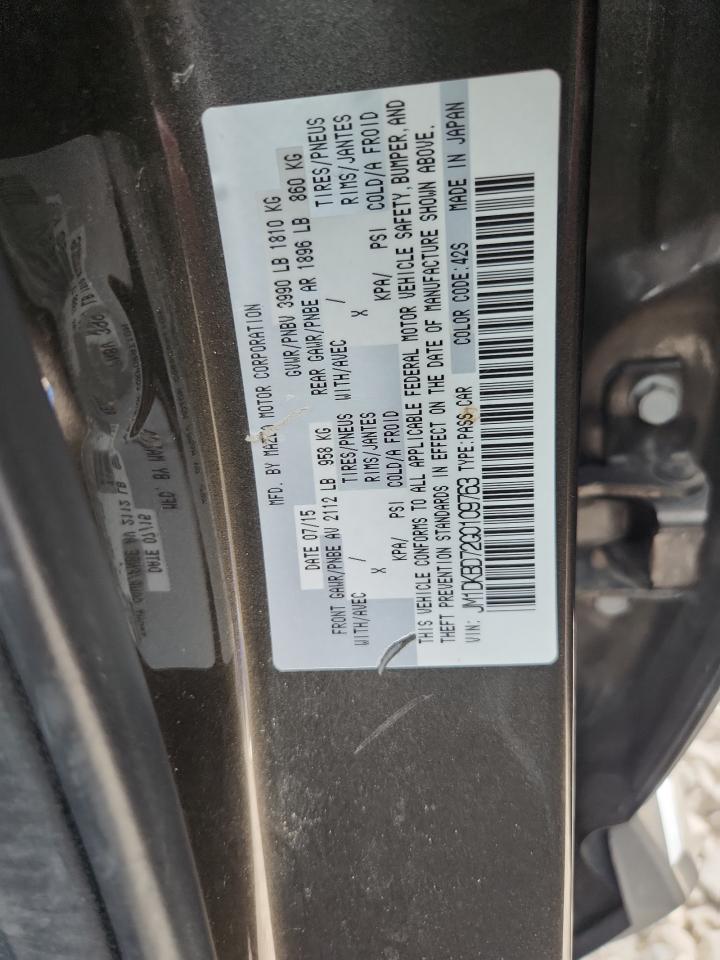 MFD. BY MAZDA MOTOR CORPORATION
DATE 07/15 GVWR/PNBV 3990 LB 1810 KG
FRONT GAWR/PNBE AV 2112 LB 958 KG REAR GAWR/PNBE AR 1896 LB 860 KG
WITH/AVEC / TIRES/PNEUS WITH/AVEC / TIRES/PNEUS
X RIMS/JANTES X RIMS/JANTES
KPA/ PSI COLD/A FROID KPA/ PSI COLD/A FROID
THIS VEHICLE CONFORMS TO ALL APPLICABLE FEDERAL MOTOR VEHICLE SAFETY, BUMPER, AND
THEFT PREVENTION STANDARDS IN EFFECT ON THE DATE OF MANUFACTURE SHOWN ABOVE.
VIN: JM1DKBD72G0109763 TYPE:PASS.CAR COLOR CODE:42S MADE IN JAPAN